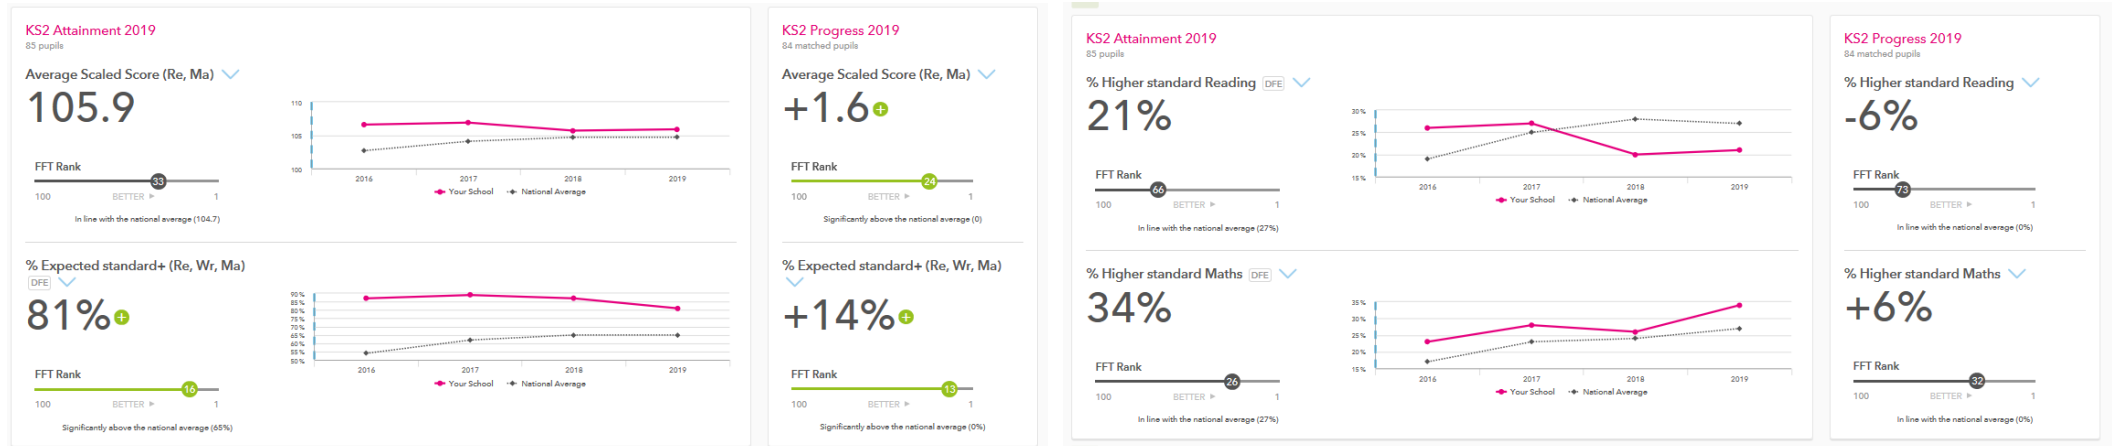 KS2 Attainment 2019
85 pupils
Average Scaled Score (Re, Ma)
105.9
FFT Rank
33
100 BETTER 1
In line with the national average (104.7)
110
105
100
2016 2017 2018 2019
Your School National Average
% Expected standard+ (Re, Wr, Ma)
DFE
81%+
FFT Rank
16
100 BETTER 1
Significantly above the national average (65%)
90%
85%
80%
75%
70%
65%
60%
55%
50%
2016 2017 2018 2019
Your School National Average
KS2 Progress 2019
84 matched pupils
Average Scaled Score (Re, Ma)
+1.6+
FFT Rank
24
100 BETTER 1
Significantly above the national average (0)
% Expected standard+ (Re, Wr, Ma)
+14%+
FFT Rank
13
100 BETTER 1
Significantly above the national average (0%)
KS2 Attainment 2019
85 pupils
% Higher standard Reading DFE
21%
FFT Rank
66
100 BETTER 1
In line with the national average (27%)
30%
25%
20%
15%
2016 2017 2018 2019
Your School National Average
% Higher standard Maths DFE
34%
FFT Rank
26
100 BETTER 1
In line with the national average (27%)
35%
30%
25%
20%
15%
2016 2017 2018 2019
Your School National Average
KS2 Progress 2019
84 matched pupils
% Higher standard Reading
-6%
FFT Rank
73
100 BETTER 1
In line with the national average (0%)
% Higher standard Maths
+6%
FFT Rank
32
100 BETTER 1
In line with the national average (0%)